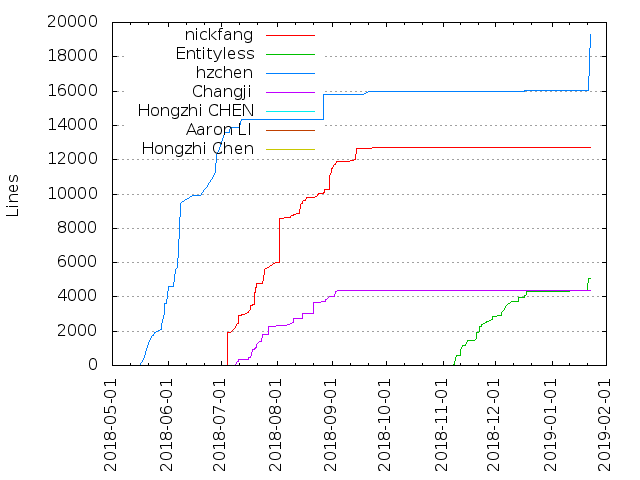 20000
18000
16000
14000
12000
10000
8000
6000
4000
2000
0
Lines
nickfang
Entityless
hzchen
Changji
Hongzhi CHEN
Aaron LI
Hongzhi Chen
2018-05-01
2018-06-01
2018-07-01
2018-08-01
2018-09-01
2018-10-01
2018-11-01
2018-12-01
2019-01-01
2019-02-01